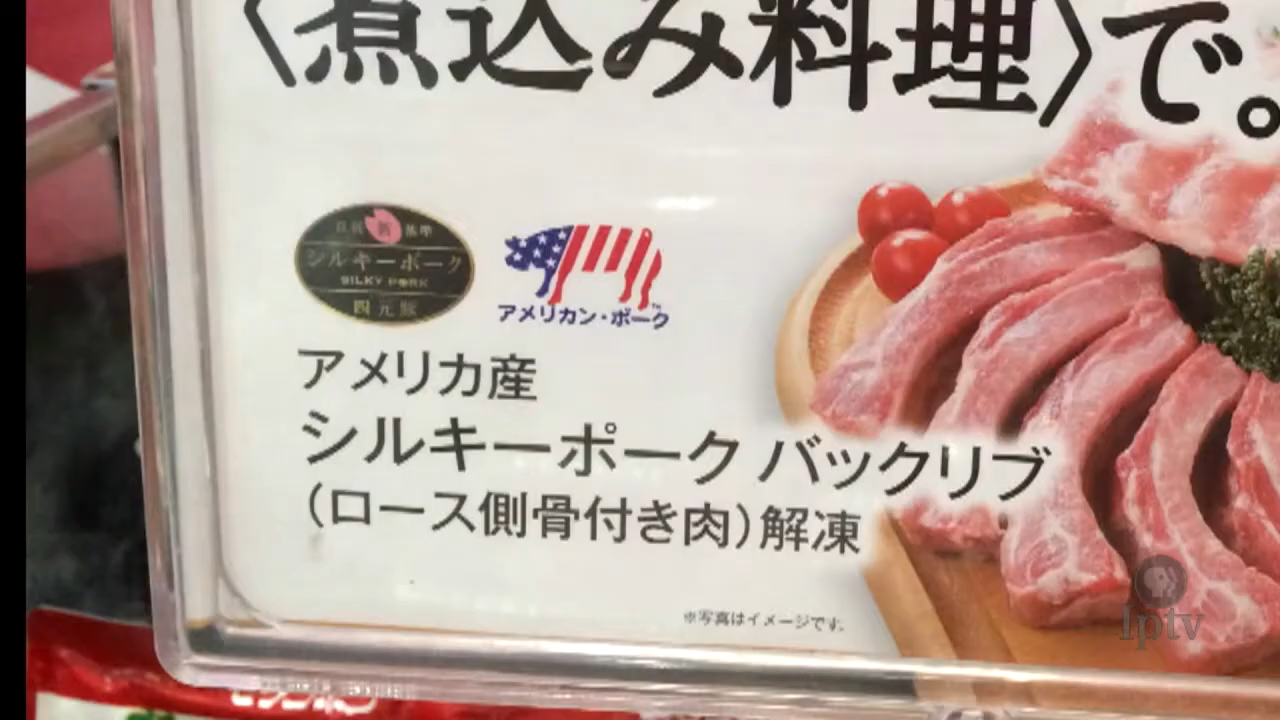 〈煮込み料理〉で。
シルキーポーク
SILKY PORK
四元豚
アメリカン・ポーク
アメリカ産
シルキーポーク バックリブ
（ロース側骨付き肉）解凍
※写真はイメージです。
Iptv